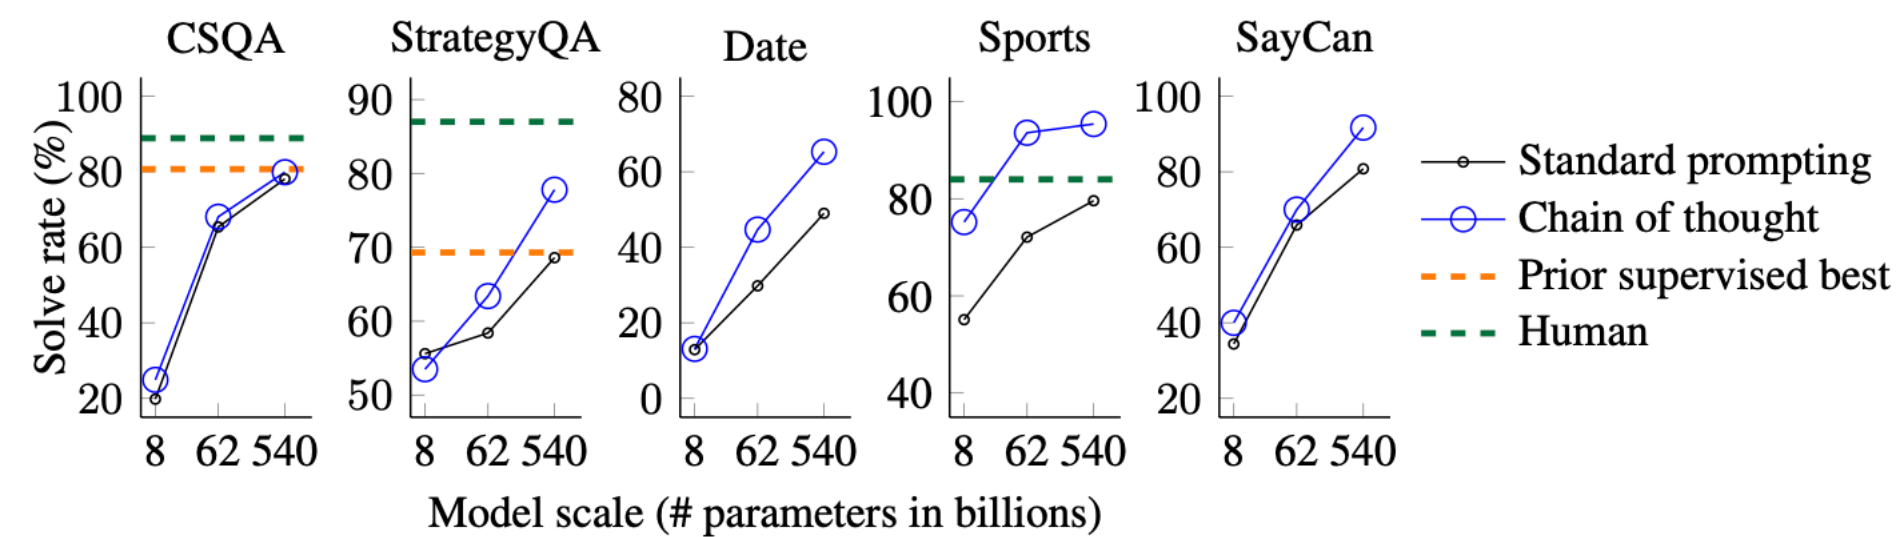 CSQA
StrategyQA
Date
Sports
SayCan
Solve rate (%)
100
80
60
40
20
8 62 540
90
80
70
60
50
8 62 540
80
60
40
20
0
8 62 540
100
80
60
40
8 62 540
100
80
60
40
20
8 62 540
Model scale (# parameters in billions)
Standard prompting
Chain of thought
Prior supervised best
Human